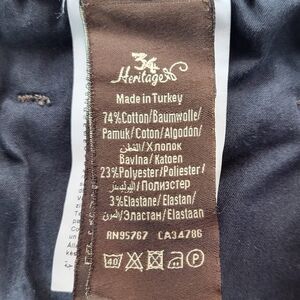 34
Heritage
Made in Turkey
74%Cotton/Baumwolle/
Pamuk/Coton/Algodón/
القطن/Хлопок
Bavlna/Katoen
23%Polyester/Poliester/
البوليستر/Полиэстер
3%Elastane/Elastan/
Эластан/Elastaan
RN95767 CA34786
40
P